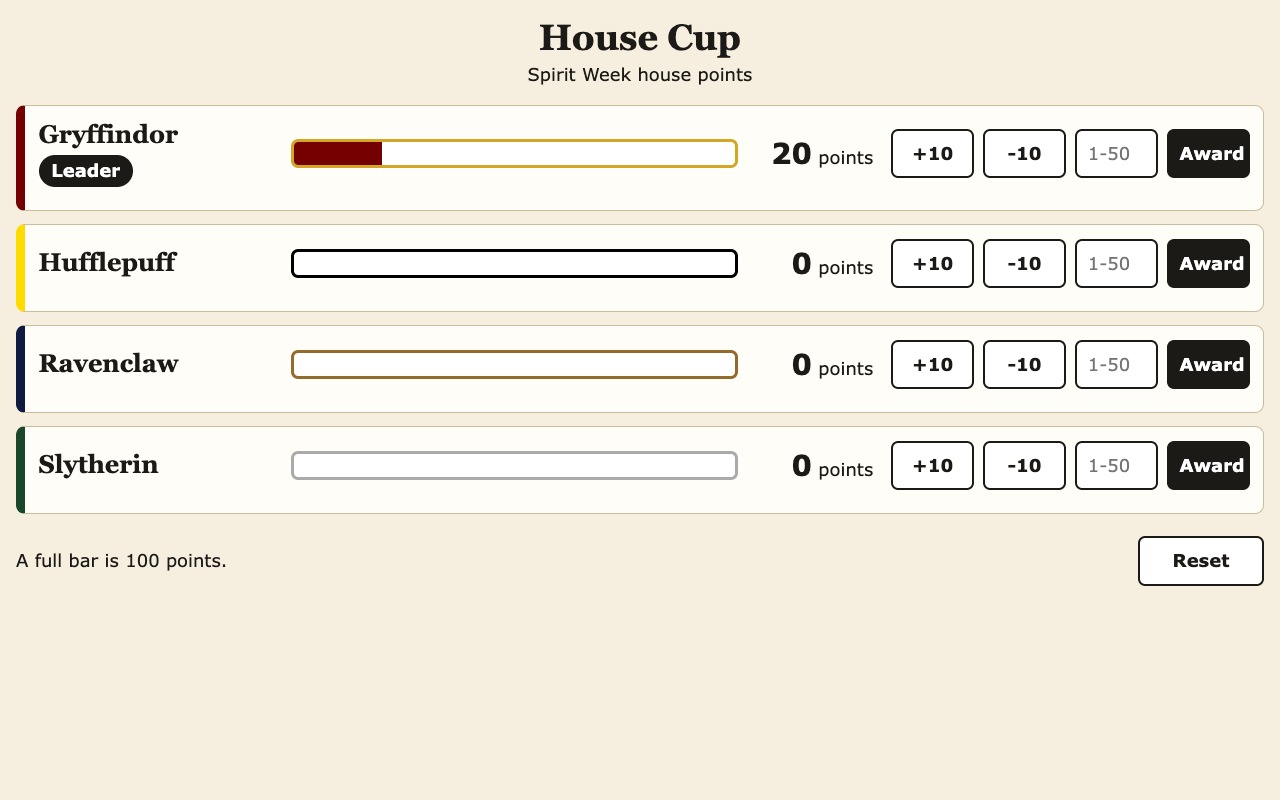 House Cup
Spirit Week house points
Gryffindor
Leader
20 points +10 -10 1-50 Award
Hufflepuff 0 points +10 -10 1-50 Award
Ravenclaw 0 points +10 -10 1-50 Award
Slytherin 0 points +10 -10 1-50 Award
A full bar is 100 points. Reset